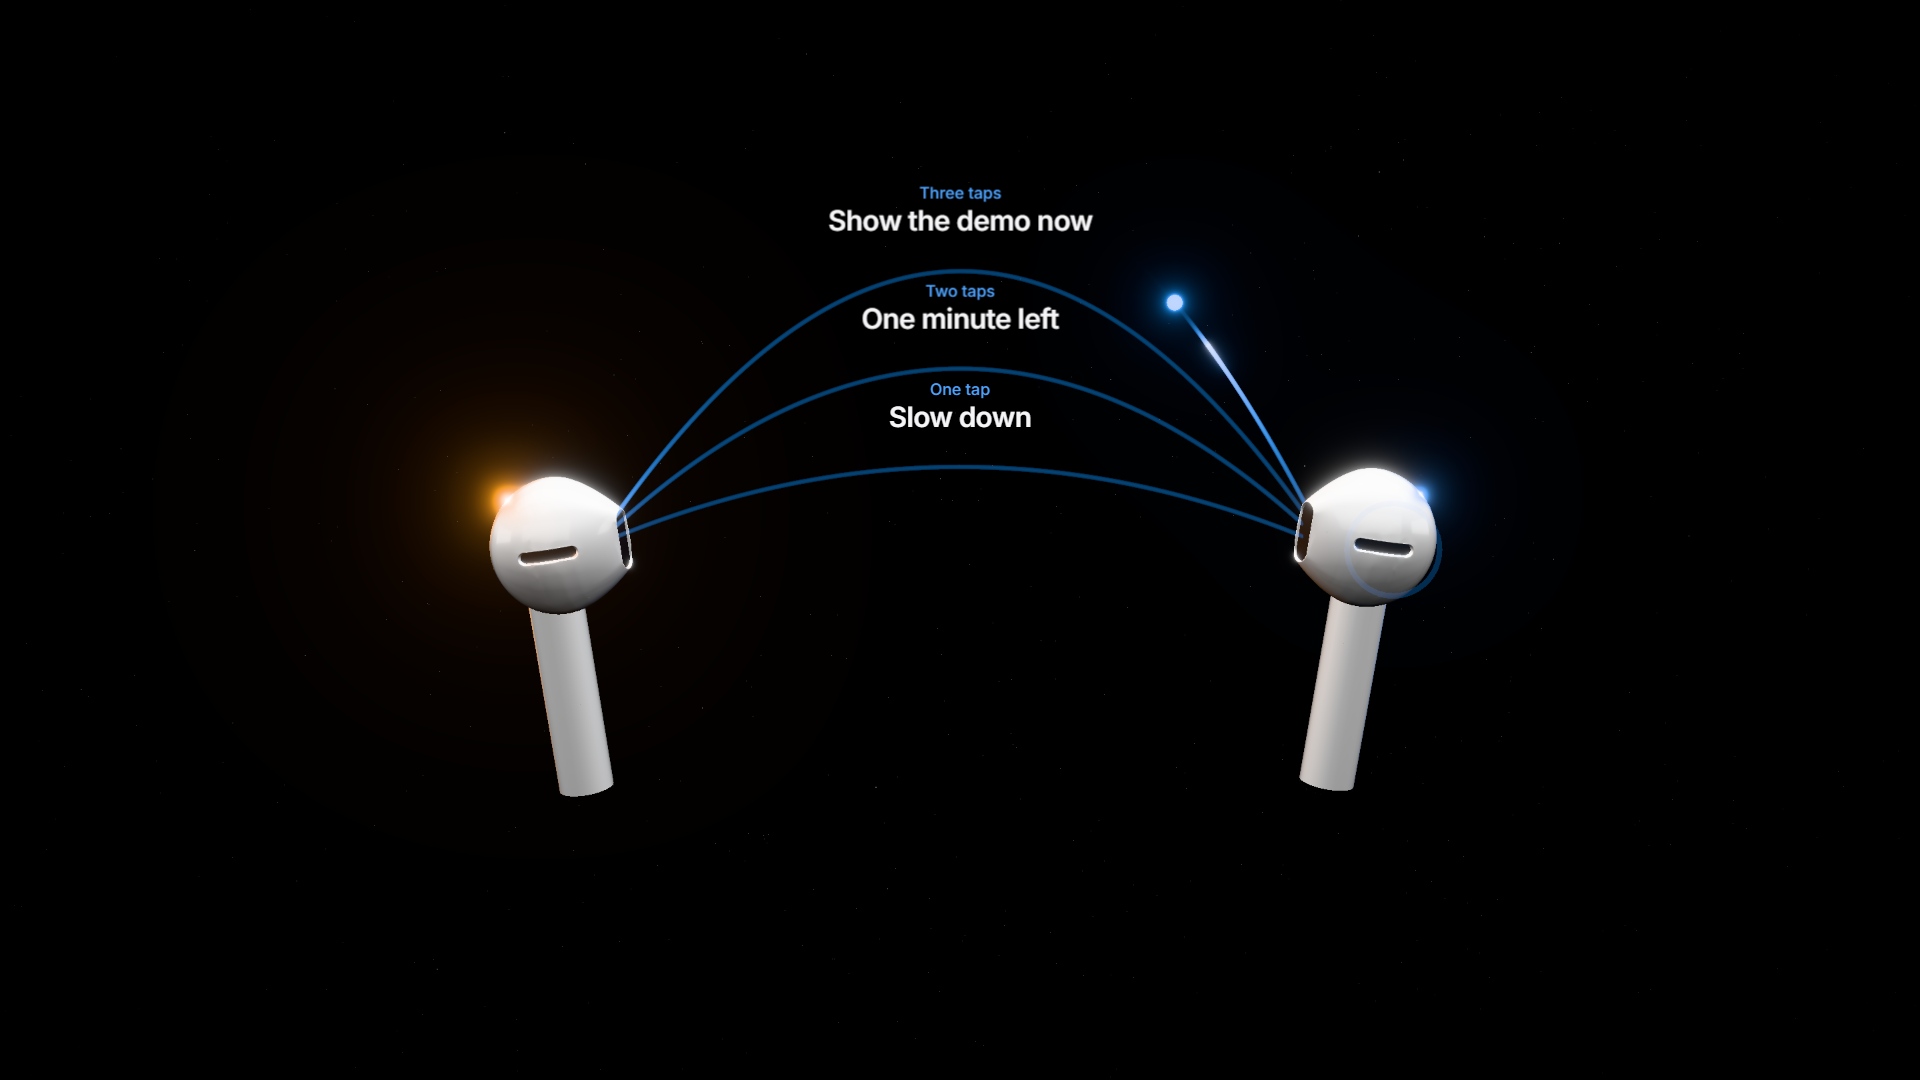 Three taps
Show the demo now
Two taps
One minute left
One tap
Slow down